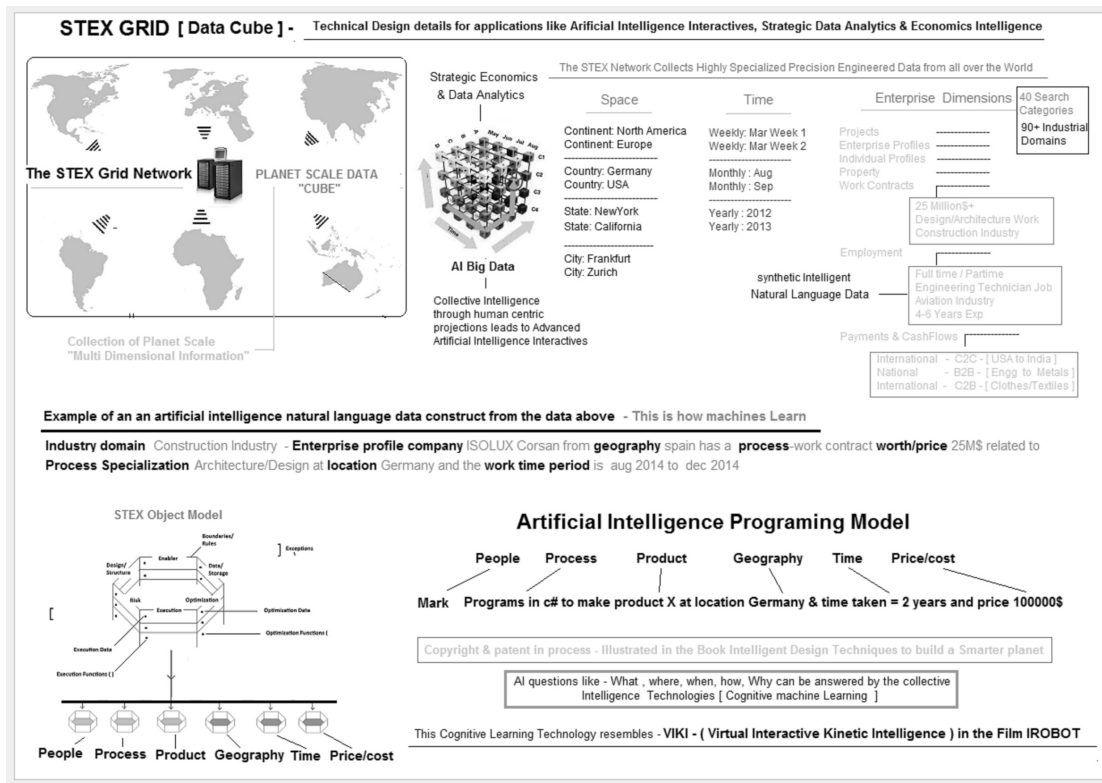 STEX GRID [ Data Cube ] -
Technical Design details for applications like Arificial Intelligence Interactives, Strategic Data Analytics & Economics Intelligence
The STEX Grid Network
PLANET SCALE DATA
"CUBE"
Collection of Planet Scale
"Multi Dimensional Information"
Strategic Economics
& Data Analytics
May Jun Jul Aug
C1
C2
C3
C4
Time
AI Big Data
Collective Intelligence
through human centric
projections leads to Advanced
Artificial Intelligence Interactives
The STEX Network Collects Highly Specialized Precision Engineered Data from all over the World
Space
Continent: North America
Continent: Europe
Country: Germany
Country: USA
State: NewYork
State: California
City: Frankfurt
City: Zurich
Time
Weekly: Mar Week 1
Weekly: Mar Week 2
Monthly : Aug
Monthly : Sep
Yearly : 2012
Yearly : 2013
Enterprise Dimensions
40 Search
Categories
90+ Industrial
Domains
Projects
Enterprise Profiles
Individual Profiles
Property
Work Contracts
25 Million$+
Design/Architecture Work
Construction Industry
Employment
synthetic Intelligent
Natural Language Data
Full time / Partime
Engineering Technician Job
Aviation Industry
4-6 Years Exp
Payments & CashFlows
International - C2C - [ USA to India ]
National - B2B - [ Engg to Metals ]
International - C2B - [ Clothes/Textiles ]
Example of an an artificial intelligence natural language data construct from the data above - This is how machines Learn
Industry domain Construction Industry - Enterprise profile company ISOLUX Corsan from geography spain has a process-work contract worth/price 25M$ related to
Process Specialization Architecture/Design at location Germany and the work time period is aug 2014 to dec 2014
STEX Object Model
Boundaries/
Rules
] Exceptions
Enabler
Design/
Structure
Data/
Storage
Risk
Optimization
[
Execution
Optimization Data
Optimization Functions (
Execution Data
Execution Functions ( )
People Process Product Geography Time Price/cost
Artificial Intelligence Programing Model
People Process Product Geography Time Price/cost
Mark Programs in c# to make product X at location Germany & time taken = 2 years and price 100000$
Copyright & patent in process - Illustrated in the Book Intelligent Design Techniques to build a Smarter planet
AI questions like - What , where, when, how, Why can be answered by the collective
Intelligence Technologies [ Cognitive machine Learning ]
This Cognitive Learning Technology resembles - VIKI - ( Virtual Interactive Kinetic Intelligence ) in the Film IROBOT